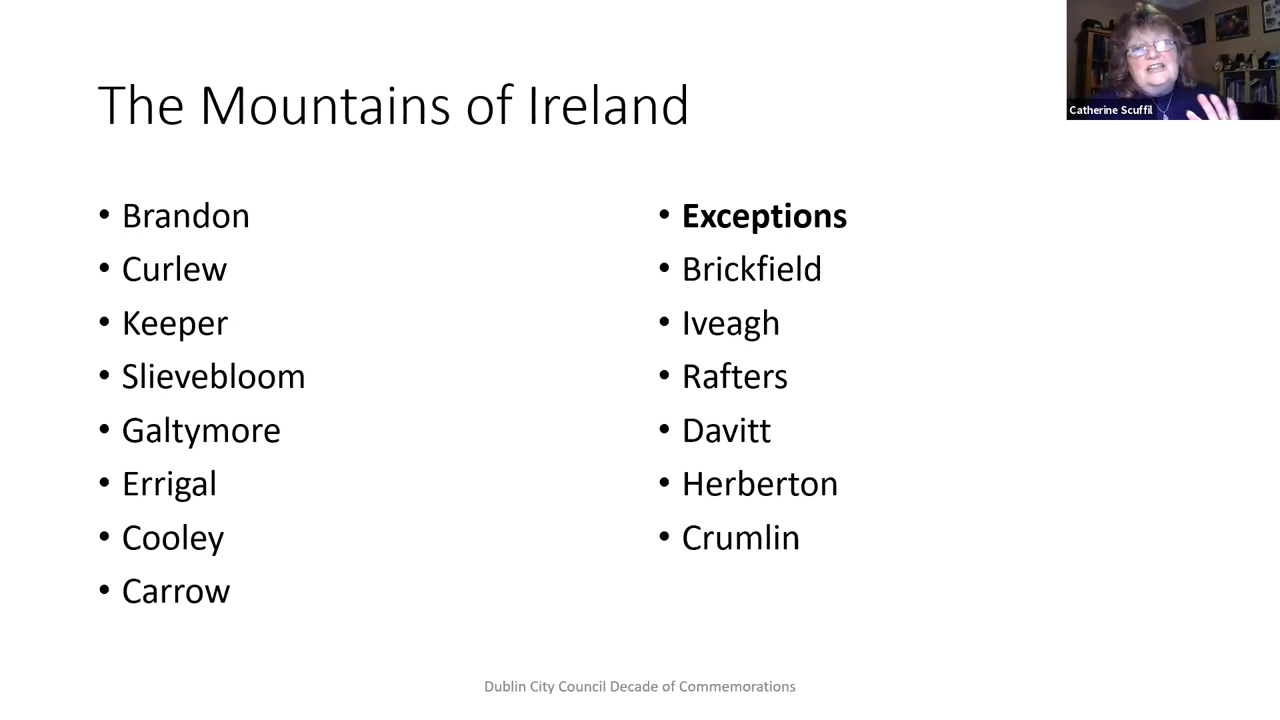 The Mountains of Ireland
Catherine Scuffil
• Brandon
• Curlew
• Keeper
• Slievebloom
• Galtymore
• Errigal
• Cooley
• Carrow
• Exceptions
• Brickfield
• Iveagh
• Rafters
• Davitt
• Herberton
• Crumlin
Dublin City Council Decade of Commemorations